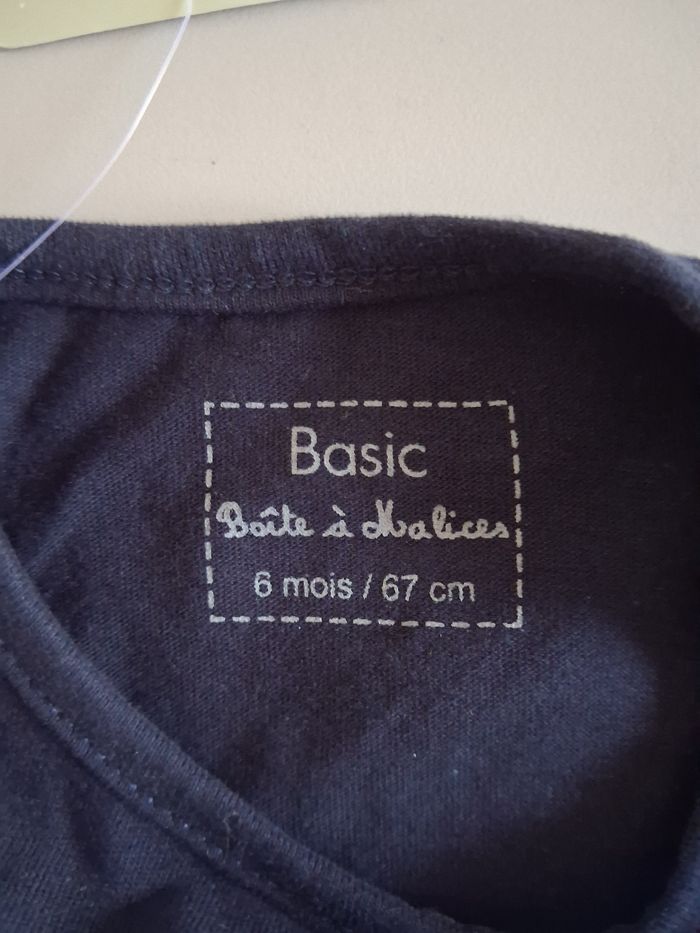 Basic
Boîte à Malices
6 mois / 67 cm